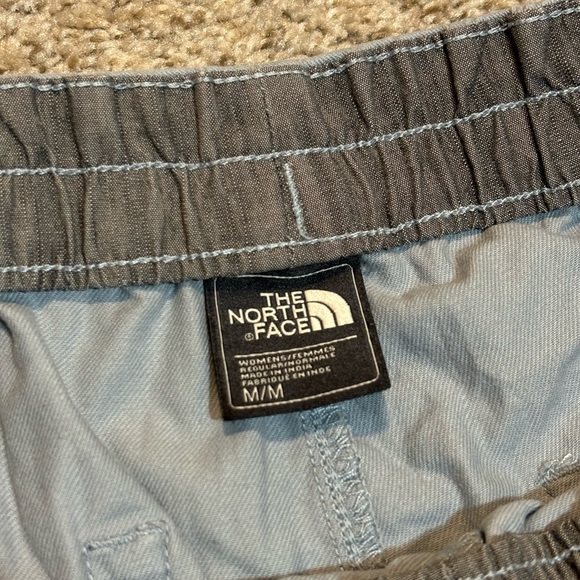 THE
NORTH
FACE
WOMENS/FEMMES
REGULAR/NORMALE
MADE IN INDIA
FABRIQUÉ EN INDE
M/M